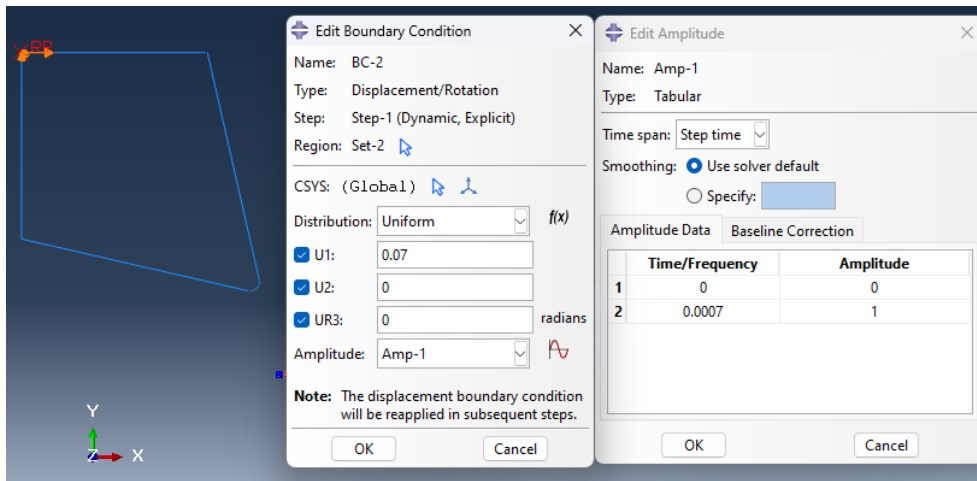 RP
Y
X
Z
Edit Boundary Condition
Name: BC-2
Type: Displacement/Rotation
Step: Step-1 (Dynamic, Explicit)
Region: Set-2
CSYS: (Global)
Distribution: Uniform f(x)
U1: 0.07
U2: 0
UR3: 0 radians
Amplitude: Amp-1
Note: The displacement boundary condition
will be reapplied in subsequent steps.
OK Cancel
Edit Amplitude
Name: Amp-1
Type: Tabular
Time span: Step time
Smoothing: Use solver default
Specify:
Amplitude Data Baseline Correction
Time/Frequency Amplitude
1 0 0
2 0.0007 1
OK Cancel